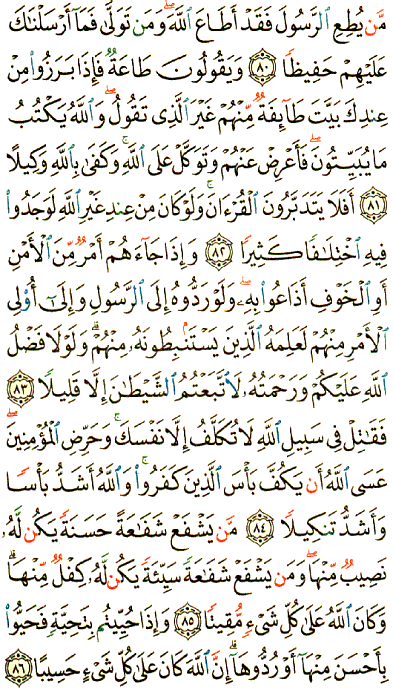 مَّن يُطِعِ ٱلرَّسُولَ فَقَدْ أَطَاعَ ٱللَّهَ ۖ وَمَن تَوَلَّىٰ فَمَآ أَرْسَلْنَٰكَ
عَلَيْهِمْ حَفِيظًا ٨٠ وَيَقُولُونَ طَاعَةٌ فَإِذَا بَرَزُوا۟ مِنْ
عِندِكَ بَيَّتَ طَآئِفَةٌ مِّنْهُمْ غَيْرَ ٱلَّذِى تَقُولُ ۖ وَٱللَّهُ يَكْتُبُ
مَا يُبَيِّتُونَ ۖ فَأَعْرِضْ عَنْهُمْ وَتَوَكَّلْ عَلَى ٱللَّهِ ۚ وَكَفَىٰ بِٱللَّهِ وَكِيلًا
٨١ أَفَلَا يَتَدَبَّرُونَ ٱلْقُرْءَانَ ۚ وَلَوْ كَانَ مِنْ عِندِ غَيْرِ ٱللَّهِ لَوَجَدُوا۟
فِيهِ ٱخْتِلَٰفًا كَثِيرًا ٨٢ وَإِذَا جَآءَهُمْ أَمْرٌ مِّنَ ٱلْأَمْنِ
أَوِ ٱلْخَوْفِ أَذَاعُوا۟ بِهِۦ ۖ وَلَوْ رَدُّوهُ إِلَى ٱلرَّسُولِ وَإِلَىٰٓ أُو۟لِى
ٱلْأَمْرِ مِنْهُمْ لَعَلِمَهُ ٱلَّذِينَ يَسْتَنۢبِطُونَهُۥ مِنْهُمْ ۗ وَلَوْلَا فَضْلُ
ٱللَّهِ عَلَيْكُمْ وَرَحْمَتُهُۥ لَٱتَّبَعْتُمُ ٱلشَّيْطَٰنَ إِلَّا قَلِيلًا ٨٣
فَقَٰتِلْ فِى سَبِيلِ ٱللَّهِ لَا تُكَلَّفُ إِلَّا نَفْسَكَ ۚ وَحَرِّضِ ٱلْمُؤْمِنِينَ ۖ
عَسَى ٱللَّهُ أَن يَكُفَّ بَأْسَ ٱلَّذِينَ كَفَرُوا۟ ۚ وَٱللَّهُ أَشَدُّ بَأْسًا
وَأَشَدُّ تَنكِيلًا ٨٤ مَّن يَشْفَعْ شَفَٰعَةً حَسَنَةً يَكُن لَّهُۥ
نَصِيبٌ مِّنْهَا ۖ وَمَن يَشْفَعْ شَفَٰعَةً سَيِّئَةً يَكُن لَّهُۥ كِفْلٌ مِّنْهَا ۗ
وَكَانَ ٱللَّهُ عَلَىٰ كُلِّ شَىْءٍ مُّقِيتًا ٨٥ وَإِذَا حُيِّيتُم بِتَحِيَّةٍ فَحَيُّوا۟
بِأَحْسَنَ مِنْهَآ أَوْ رُدُّوهَآ ۗ إِنَّ ٱللَّهَ كَانَ عَلَىٰ كُلِّ شَىْءٍ حَسِيبًا ٨٦